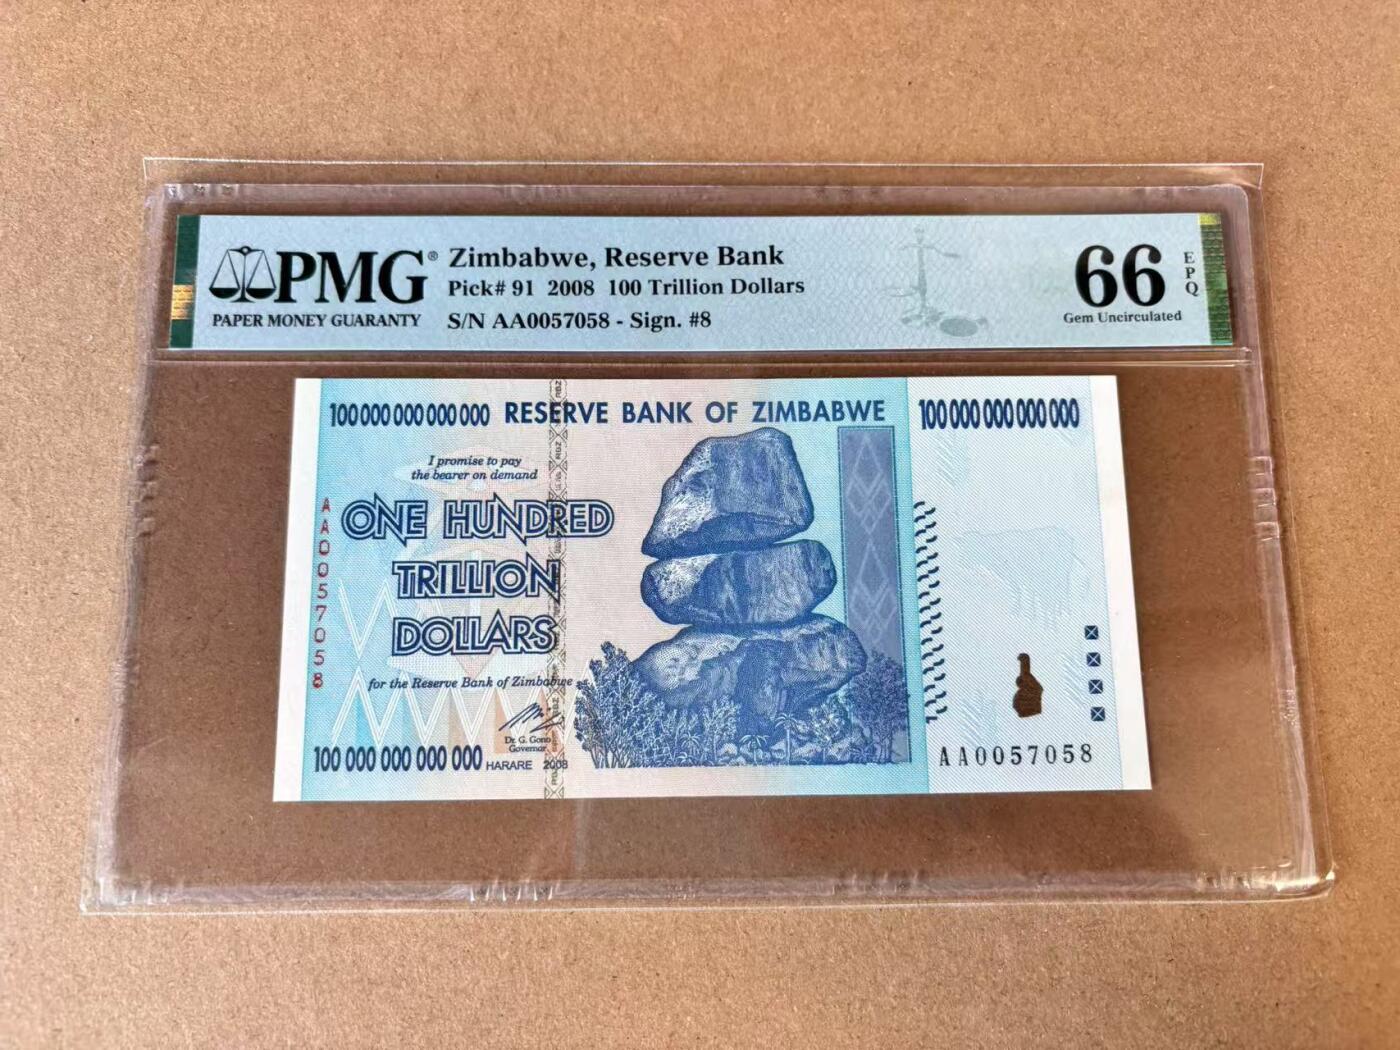 PMG®
PAPER MONEY GUARANTY
Zimbabwe, Reserve Bank
Pick# 91 2008 100 Trillion Dollars
S/N AA0057058 - Sign. #8
66
EPQ
Gem Uncirculated
100 000 000 000 000 RESERVE BANK OF ZIMBABWE 100 000 000 000 000
I promise to pay
the bearer on demand
ONE HUNDRED
TRILLION
DOLLARS
for the Reserve Bank of Zimbabwe
Dr. G. Gono
Governor
100 000 000 000 000 HARARE 2008
AA0057058
AA0057058
RBZ